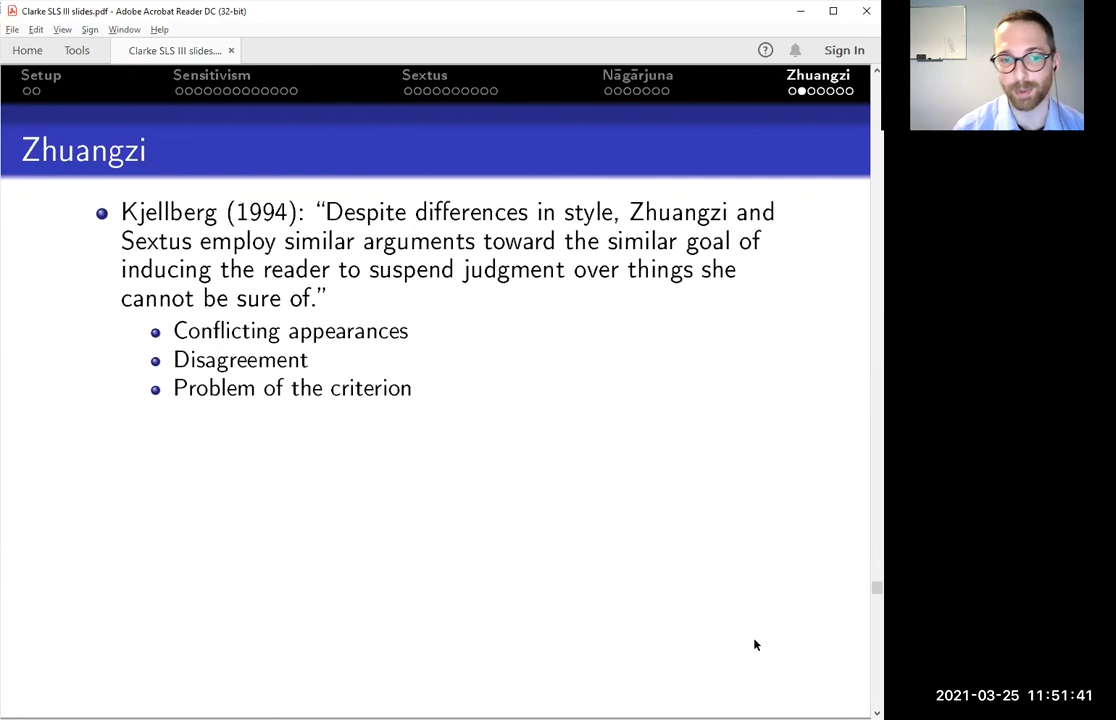 Clarke SLS III slides.pdf - Adobe Acrobat Reader DC (32-bit)
File Edit View Sign Window Help
Home Tools Clarke SLS III slides.... × Sign In
Setup Sensitivism Sextus Nāgārjuna Zhuangzi
Zhuangzi
Kjellberg (1994): “Despite differences in style, Zhuangzi and
Sextus employ similar arguments toward the similar goal of
inducing the reader to suspend judgment over things she
cannot be sure of.”
Conflicting appearances
Disagreement
Problem of the criterion
2021-03-25 11:51:41